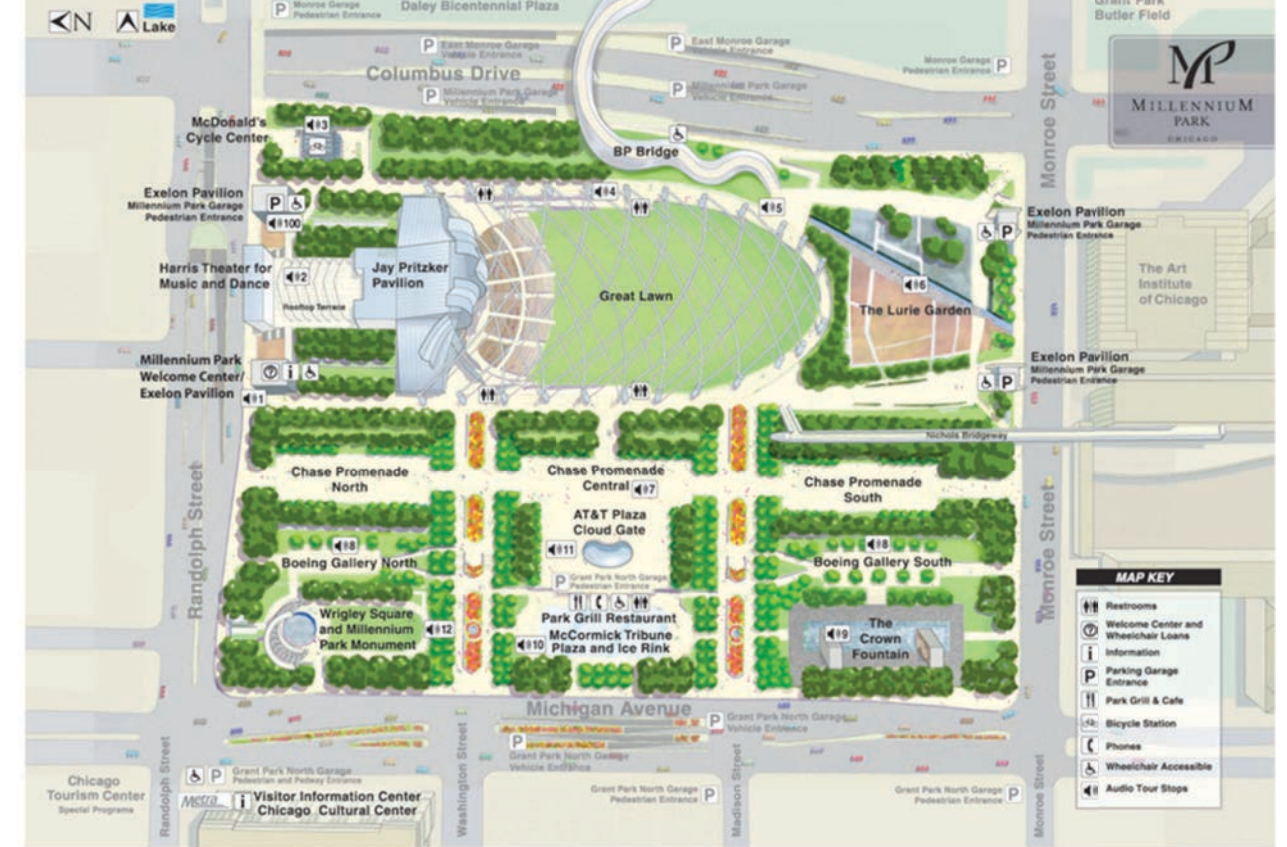 N
Lake
P Monroe Garage
Pedestrian Entrance
Daley Bicentennial Plaza
Grant Park
Butler Field
P East Monroe Garage
Vehicle Entrance
P East Monroe Garage
Vehicle Entrance
Monroe Garage
Pedestrian Entrance P
Columbus Drive
P Millennium Park Garage
Vehicle Entrance
P Millennium Park Garage
Vehicle Entrance
Monroe Street
MP
MILLENNIUM
PARK
CHICAGO
McDonald's
Cycle Center
3
BP Bridge
Exelon Pavilion
Millennium Park Garage
Pedestrian Entrance
P
100
4
5
Exelon Pavilion
Millennium Park Garage
Pedestrian Entrance
P
Harris Theater for
Music and Dance
2
Rooftop Terrace
Jay Pritzker
Pavilion
Great Lawn
6
The Lurie Garden
The Art
Institute
of Chicago
Millennium Park
Welcome Center/
Exelon Pavilion
? i
1
Exelon Pavilion
Millennium Park Garage
Pedestrian Entrance
P
Nichols Bridgeway
Chase Promenade
North
Chase Promenade
Central 7
Chase Promenade
South
Randolph Street
Monroe Street
AT&T Plaza
Cloud Gate
11
8
Boeing Gallery North
8
Boeing Gallery South
P Grant Park North Garage
Pedestrian Entrance
Park Grill Restaurant
McCormick Tribune
Plaza and Ice Rink
10
Wrigley Square
and Millennium
Park Monument
12
9
The
Crown
Fountain
MAP KEY
Restrooms
? Welcome Center and
Wheelchair Loans
i Information
P Parking Garage
Entrance
Park Grill & Cafe
Bicycle Station
Phones
Wheelchair Accessible
Audio Tour Stops
Michigan Avenue
P Grant Park North Garage
Vehicle Entrance
P
Grant Park North Garage
Vehicle Entrance
Chicago
Tourism Center
Special Programs
Randolph Street
P Grant Park North Garage
Pedestrian and Pedway Entrance
Metra
i Visitor Information Center
Chicago Cultural Center
Washington Street
Grant Park North Garage
Pedestrian Entrance P
Madison Street
Grant Park North Garage
Pedestrian Entrance P
Monroe Street